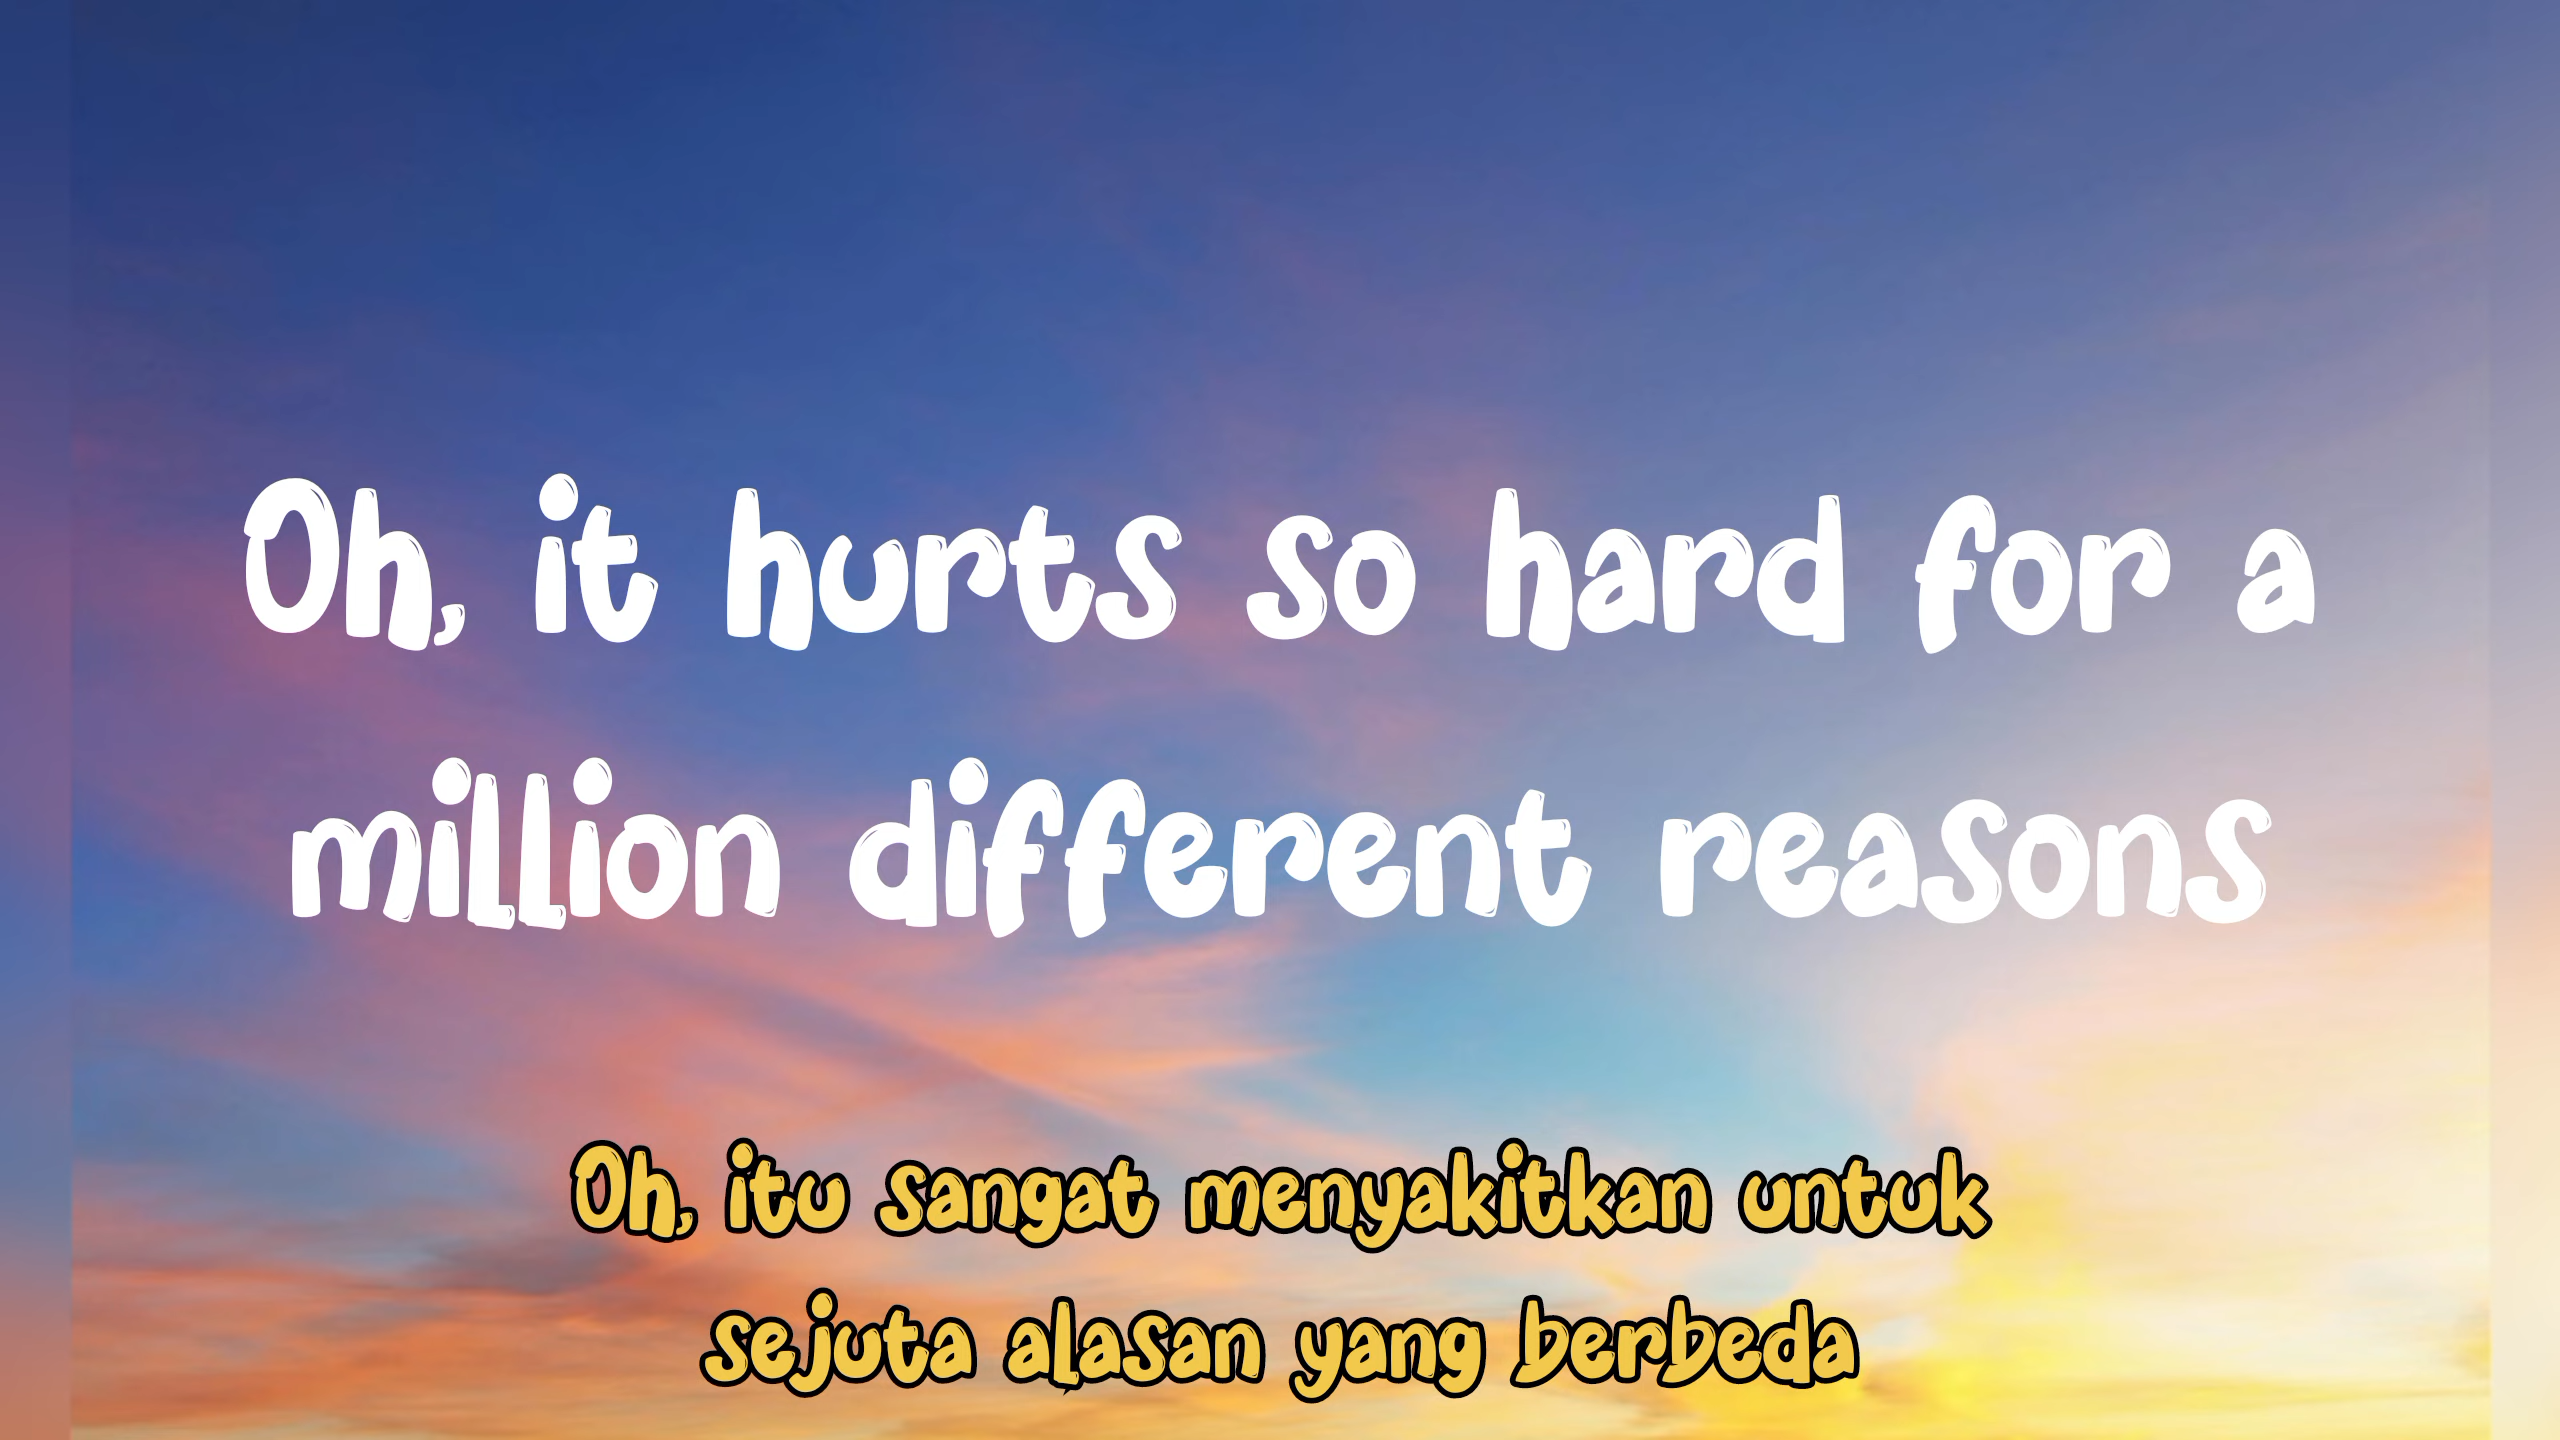 Oh, it hurts so hard for a
million different reasons
Oh, itu sangat menyakitkan untuk
sejuta alasan yang berbeda